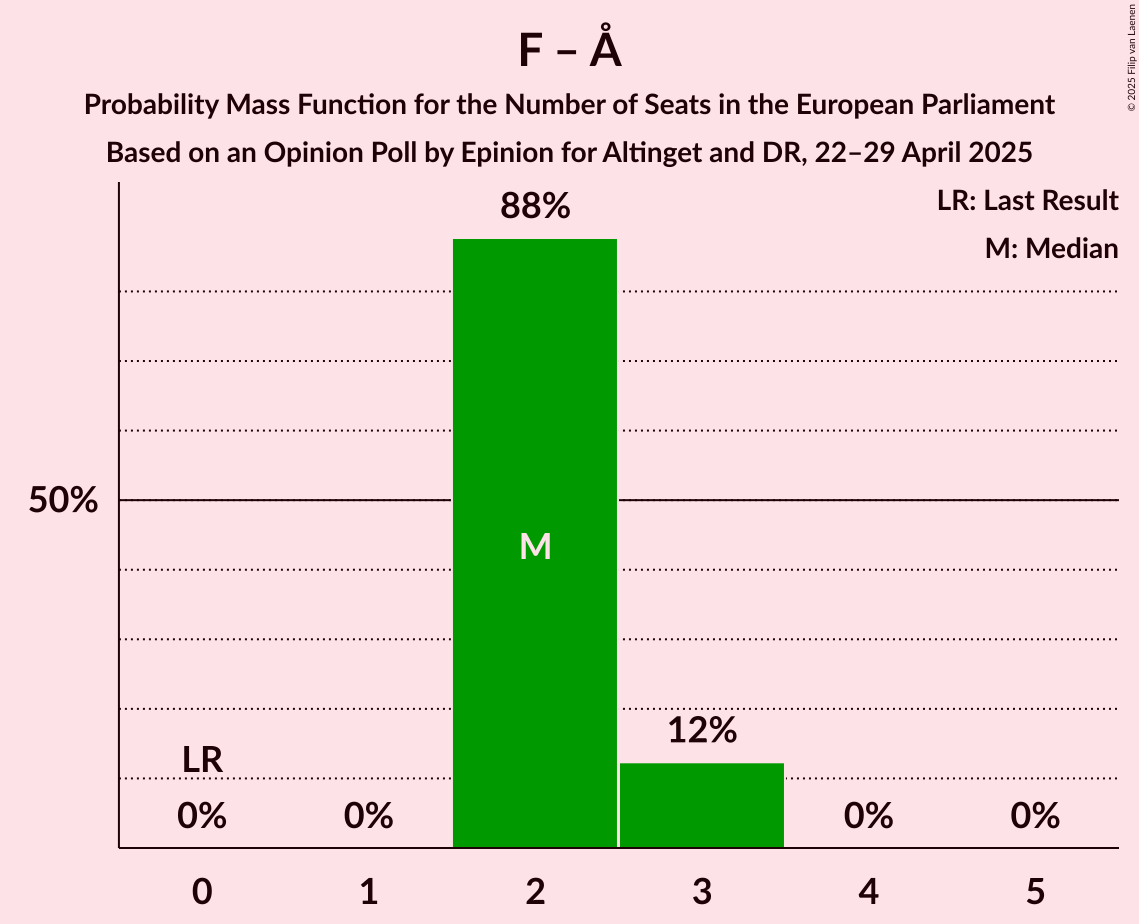 F – Å
Probability Mass Function for the Number of Seats in the European Parliament
Based on an Opinion Poll by Epinion for Altinget and DR, 22–29 April 2025
© 2025 Filip van Laenen
LR: Last Result
M: Median
88%
50%
M
12%
LR
0%
0%
0%
0%
0
1
2
3
4
5